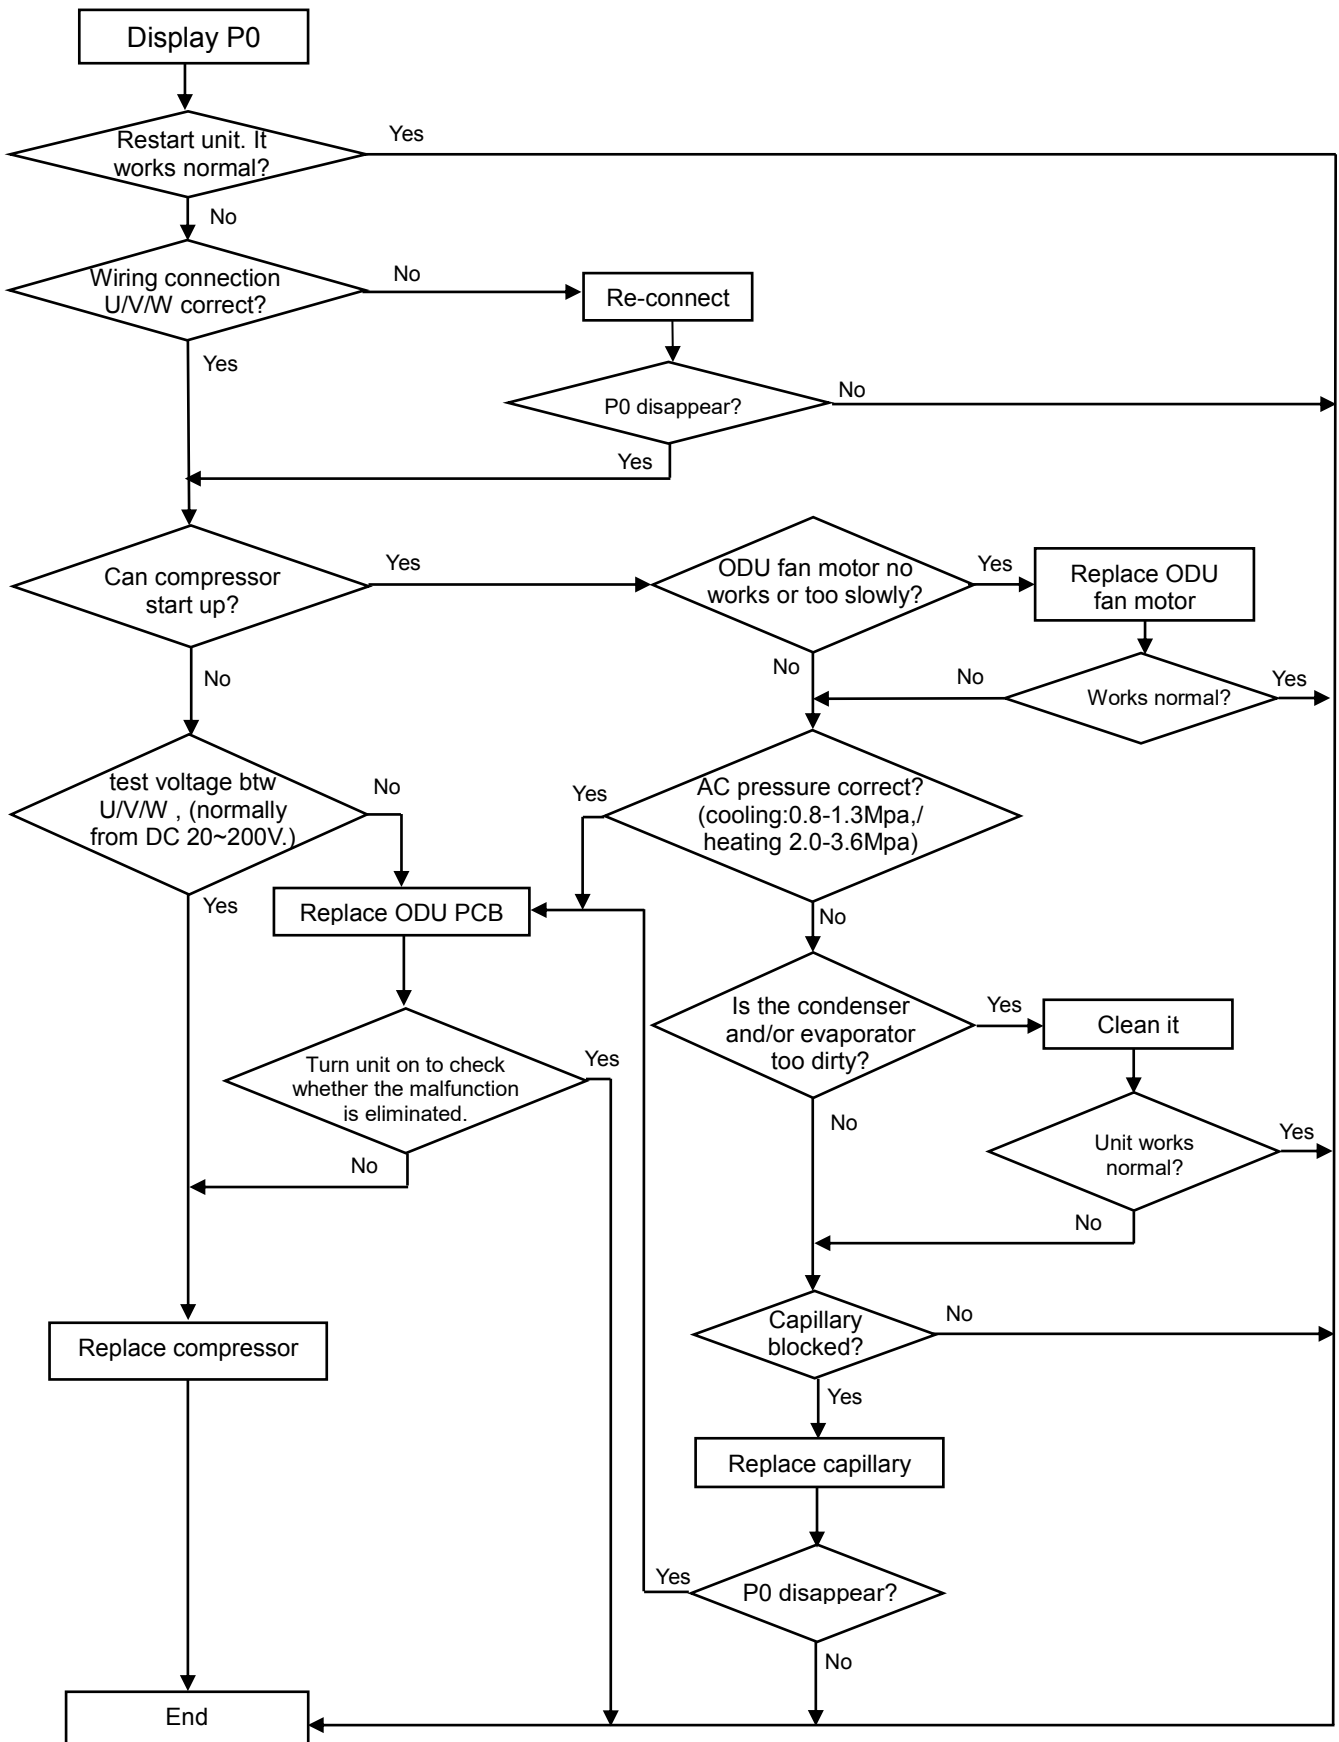 Display P0
Restart unit. It
works normal?
Yes
No
Wiring connection
U/V/W correct?
No
Re-connect
Yes
P0 disappear?
No
Yes
Can compressor
start up?
Yes
ODU fan motor no
works or too slowly?
Yes
Replace ODU
fan motor
No
No
No
Works normal?
Yes
test voltage btw
U/V/W , (normally
from DC 20~200V.)
No
Yes
AC pressure correct?
(cooling:0.8-1.3Mpa,/
heating 2.0-3.6Mpa)
Yes
Replace ODU PCB
No
Is the condenser
and/or evaporator
too dirty?
Yes
Clean it
Turn unit on to check
whether the malfunction
is eliminated.
Yes
No
No
Unit works
normal?
Yes
No
Capillary
blocked?
No
Replace compressor
Yes
Replace capillary
Yes
P0 disappear?
No
End